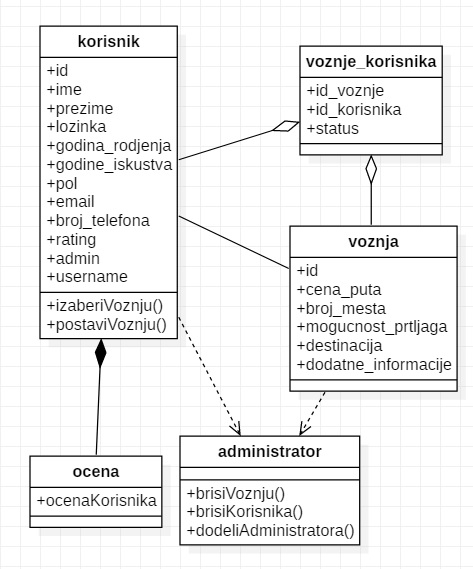 korisnik
+id
+ime
+prezime
+lozinka
+godina_rodjenja
+godine_iskustva
+pol
+email
+broj_telefona
+rating
+admin
+username
+izaberiVoznju()
+postaviVoznju()
voznje_korisnika
+id_voznje
+id_korisnika
+status
voznja
+id
+cena_puta
+broj_mesta
+mogucnost_prtljaga
+destinacija
+dodatne_informacije
ocena
+ocenaKorisnika
administrator
+brisiVoznju()
+brisiKorisnika()
+dodeliAdministratora()